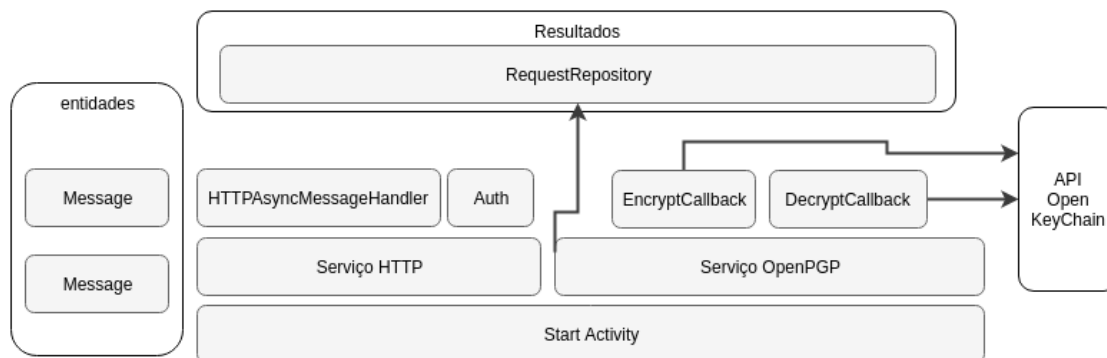 Resultados
RequestRepository
entidades
Message
Message
HTTPAsyncMessageHandler
Auth
EncryptCallback
DecryptCallback
API
Open
KeyChain
Serviço HTTP
Serviço OpenPGP
Start Activity